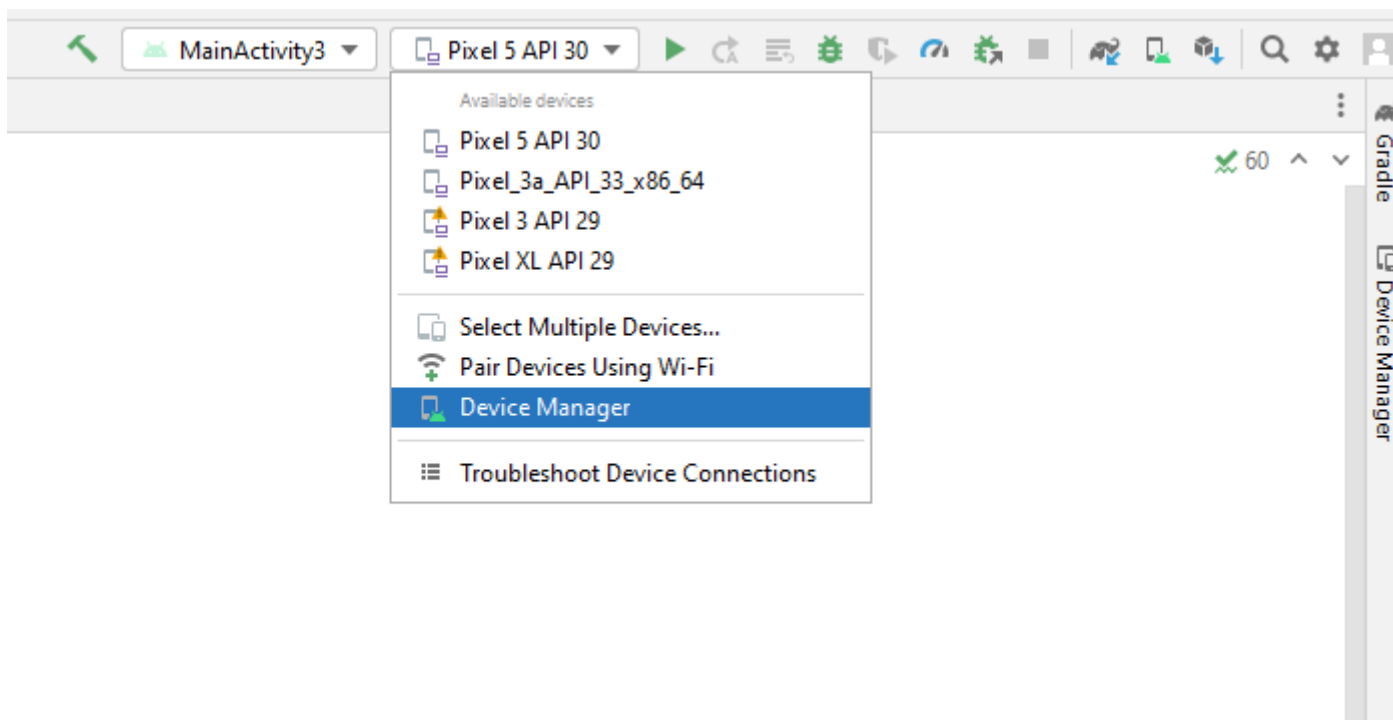 MainActivity3
Pixel 5 API 30
Available devices
Pixel 5 API 30
Pixel_3a_API_33_x86_64
Pixel 3 API 29
Pixel XL API 29
Select Multiple Devices...
Pair Devices Using Wi-Fi
Device Manager
Troubleshoot Device Connections
60
Gradle
Device Manager